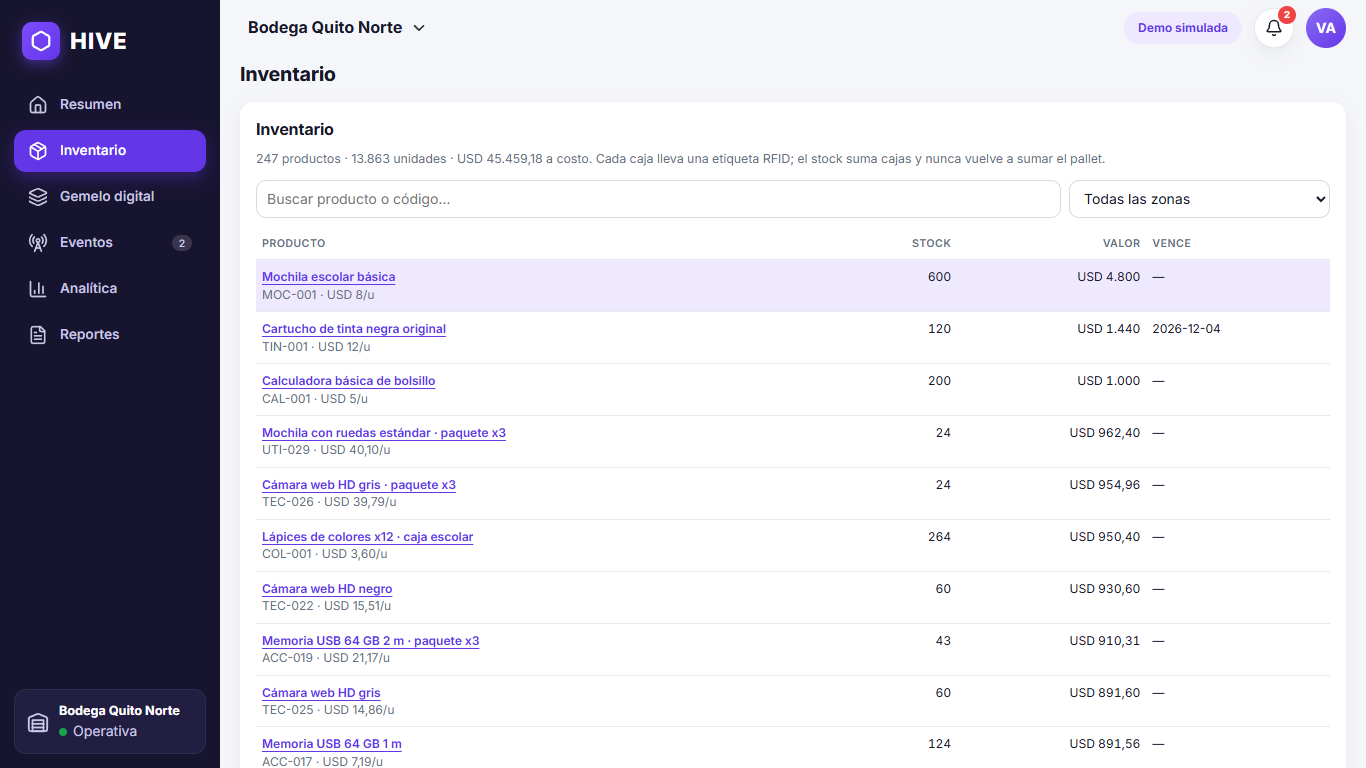 HIVE
Resumen
Inventario
Gemelo digital
Eventos 2
Analítica
Reportes
Bodega Quito Norte
Operativa
Bodega Quito Norte
Demo simulada
2
VA
Inventario
Inventario
247 productos · 13.863 unidades · USD 45.459,18 a costo. Cada caja lleva una etiqueta RFID; el stock suma cajas y nunca vuelve a sumar el pallet.
Buscar producto o código...
Todas las zonas
PRODUCTO STOCK VALOR VENCE
Mochila escolar básica 600 USD 4.800 —
MOC-001 · USD 8/u
Cartucho de tinta negra original 120 USD 1.440 2026-12-04
TIN-001 · USD 12/u
Calculadora básica de bolsillo 200 USD 1.000 —
CAL-001 · USD 5/u
Mochila con ruedas estándar · paquete x3 24 USD 962,40 —
UTI-029 · USD 40,10/u
Cámara web HD gris · paquete x3 24 USD 954,96 —
TEC-026 · USD 39,79/u
Lápices de colores x12 · caja escolar 264 USD 950,40 —
COL-001 · USD 3,60/u
Cámara web HD negro 60 USD 930,60 —
TEC-022 · USD 15,51/u
Memoria USB 64 GB 2 m · paquete x3 43 USD 910,31 —
ACC-019 · USD 21,17/u
Cámara web HD gris 60 USD 891,60 —
TEC-025 · USD 14,86/u
Memoria USB 64 GB 1 m 124 USD 891,56 —
ACC-017 · USD 7,19/u